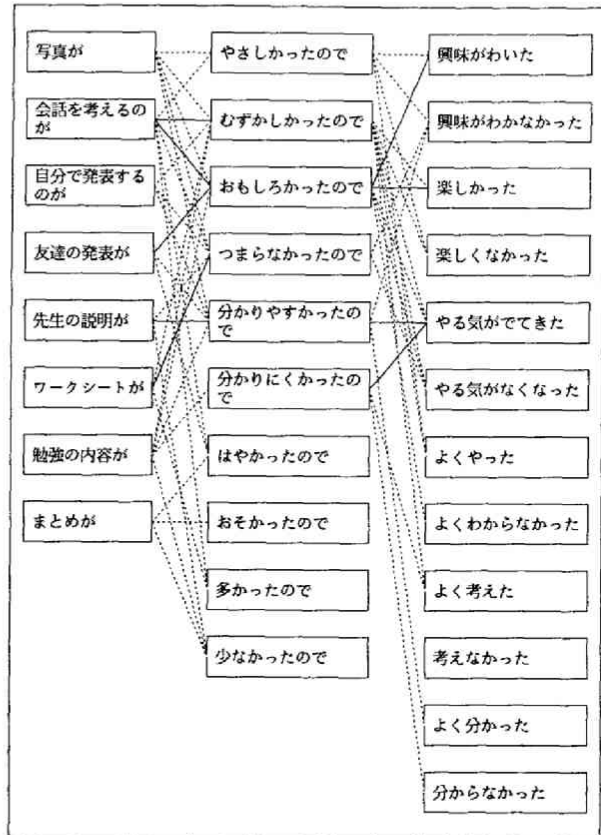 写真が
会話を考えるの
が
自分で発表する
のが
友達の発表が
先生の説明が
ワークシートが
勉強の内容が
まとめが
やさしかったので
むずかしかったので
おもしろかったので
つまらなかったので
分かりやすかったの
で
分かりにくかったの
で
はやかったので
おそかったので
多かったので
少なかったので
興味がわいた
興味がわかなかった
楽しかった
楽しくなかった
やる気がでてきた
やる気がなくなった
よくやった
よくわからなかった
よく考えた
考えなかった
よく分かった
分からなかった